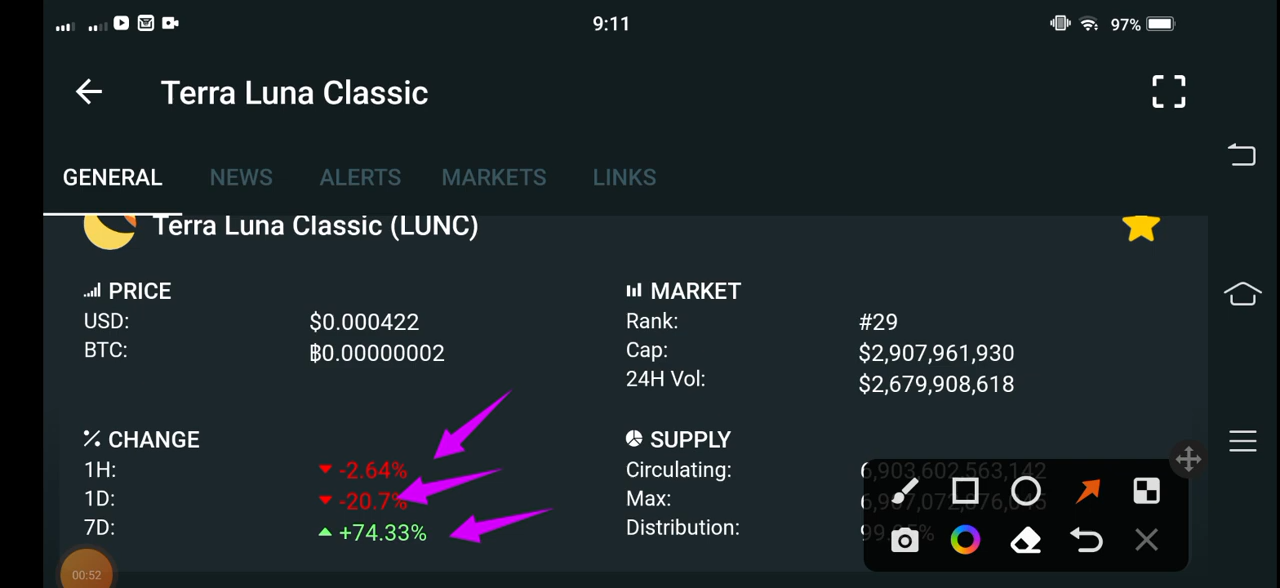 9:11
97%
Terra Luna Classic
GENERAL NEWS ALERTS MARKETS LINKS
Terra Luna Classic (LUNC)
PRICE
USD: $0.000422
BTC: ฿0.00000002
MARKET
Rank: #29
Cap: $2,907,961,930
24H Vol: $2,679,908,618
CHANGE
1H: -2.64%
1D: -20.7%
7D: +74.33%
SUPPLY
Circulating: 6,903,602,563,142
Max:
Distribution:
00:52